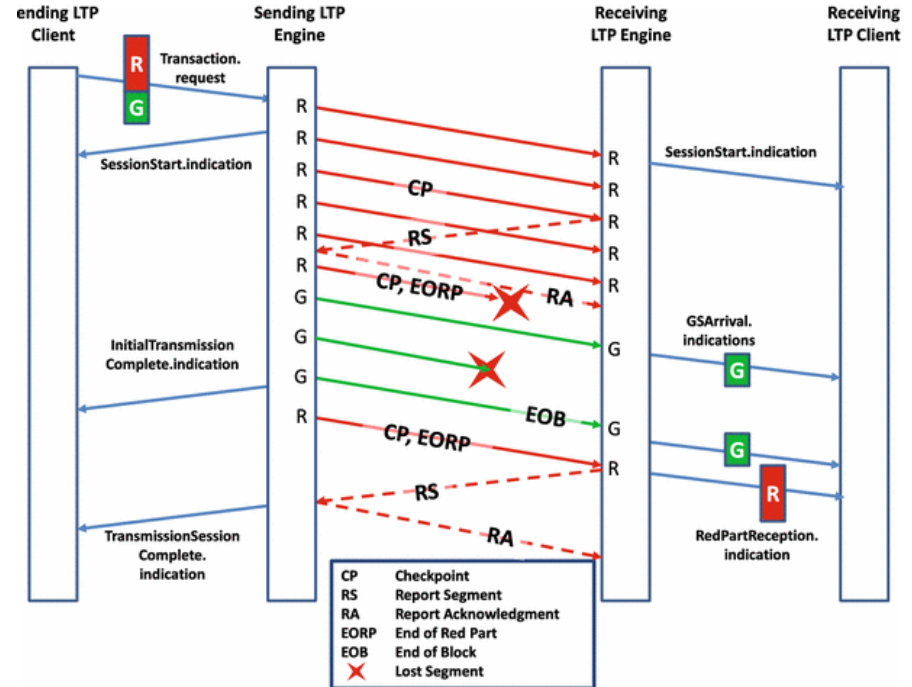 ending LTP
Client
Sending LTP
Engine
Receiving
LTP Engine
Receiving
LTP Client
R
G
Transaction.
request
SessionStart.indication
R
R
R
R
R
R
G
G
G
R
CP
RS
CP, EORP
RA
EOB
CP, EORP
RS
RA
R
R
R
R
R
G
G
R
SessionStart.indication
GSArrival.
indications
G
G
R
RedPartReception.
indication
InitialTransmission
Complete.indication
TransmissionSession
Complete.
indication
CP Checkpoint
RS Report Segment
RA Report Acknowledgment
EORP End of Red Part
EOB End of Block
Lost Segment